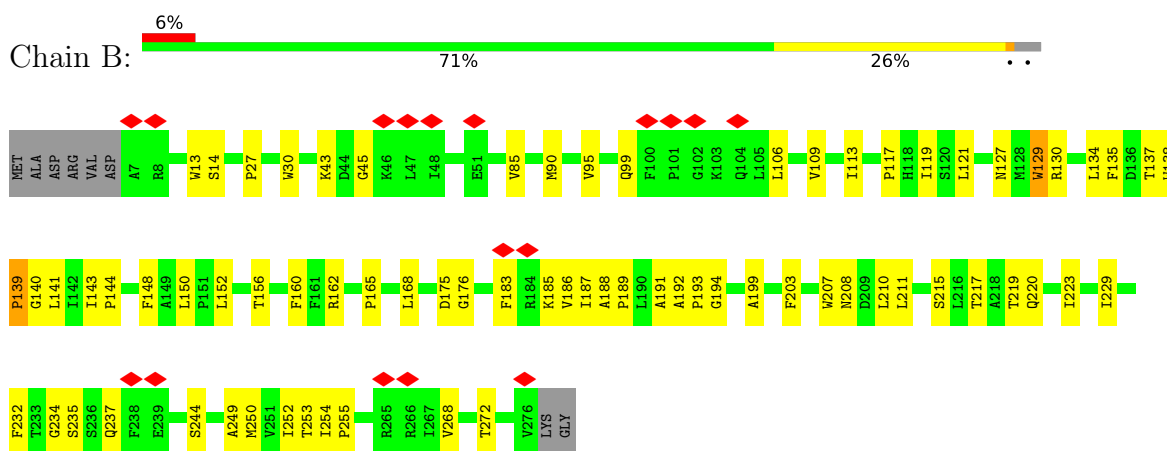 6%
Chain B:
71% 26% • •
MET ALA ASP ARG VAL ASP A7 R8 W13 S14 P27 W30 K43 D44 G45 K46 L47 I48 E51 V85 M90 V95 Q99 F100 P101 G102 K103 Q104 L105 L106 V109 I113 P117 H118 I119 S120 L121 N127 M128 W129 R130 L134 F135 D136 T137
P139 G140 L141 I142 I143 P144 F148 A149 L150 P151 L152 T156 F160 F161 R162 P165 L168 D175 G176 F183 R184 K185 V186 I187 A188 P189 L190 A191 A192 P193 G194 A199 F203 W207 N208 D209 L210 L211 S215 L216 T217 A218 T219 Q220 I223 I229
F232 T233 G234 S235 S236 Q237 F238 E239 S244 A249 M250 V251 I252 T253 I254 P255 R265 R266 I267 V268 T272 V276 LYS GLY